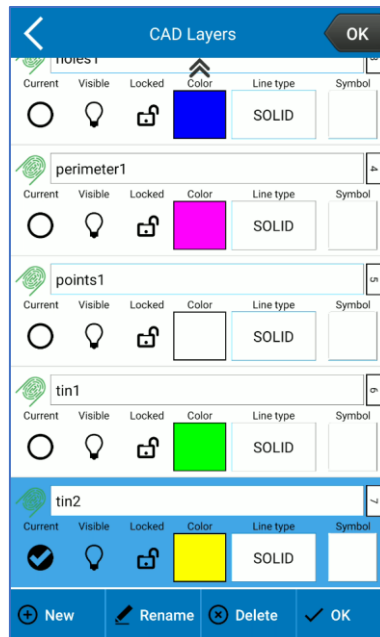 CAD Layers OK
holes1 3
Current Visible Locked Color Line type Symbol
SOLID
perimeter1 4
Current Visible Locked Color Line type Symbol
SOLID
points1 5
Current Visible Locked Color Line type Symbol
SOLID
tin1 6
Current Visible Locked Color Line type Symbol
SOLID
tin2 7
Current Visible Locked Color Line type Symbol
SOLID
New Rename Delete OK